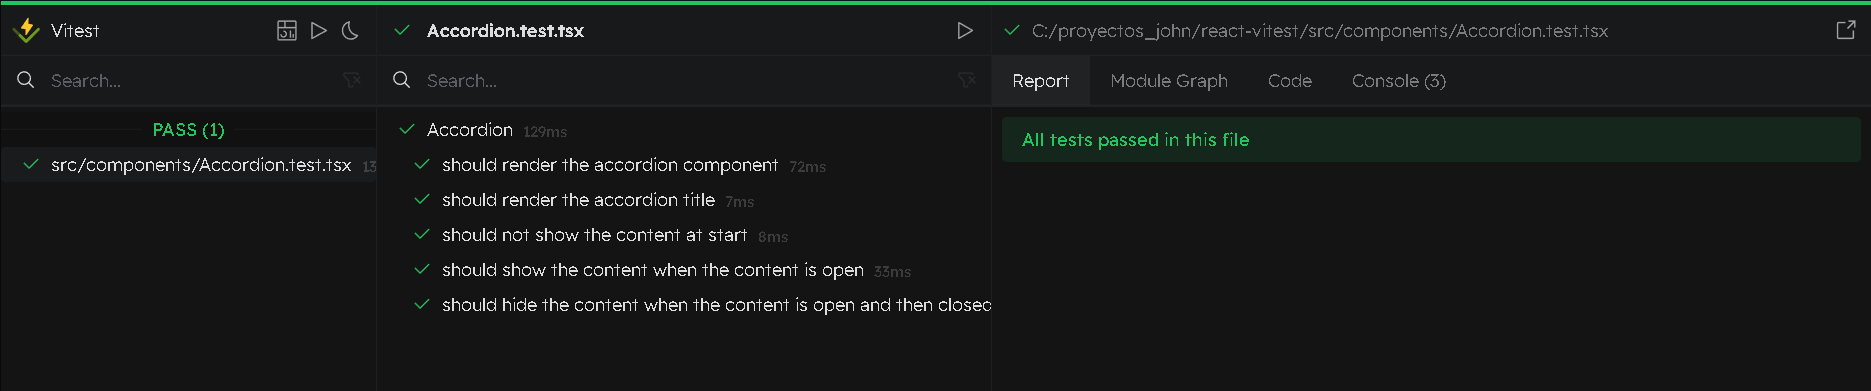 Vitest
Search...
PASS (1)
src/components/Accordion.test.tsx 13
Accordion.test.tsx
Search...
Accordion 129ms
should render the accordion component 72ms
should render the accordion title 7ms
should not show the content at start 8ms
should show the content when the content is open 33ms
should hide the content when the content is open and then closed
C:/proyectos_john/react-vitest/src/components/Accordion.test.tsx
Report Module Graph Code Console (3)
All tests passed in this file